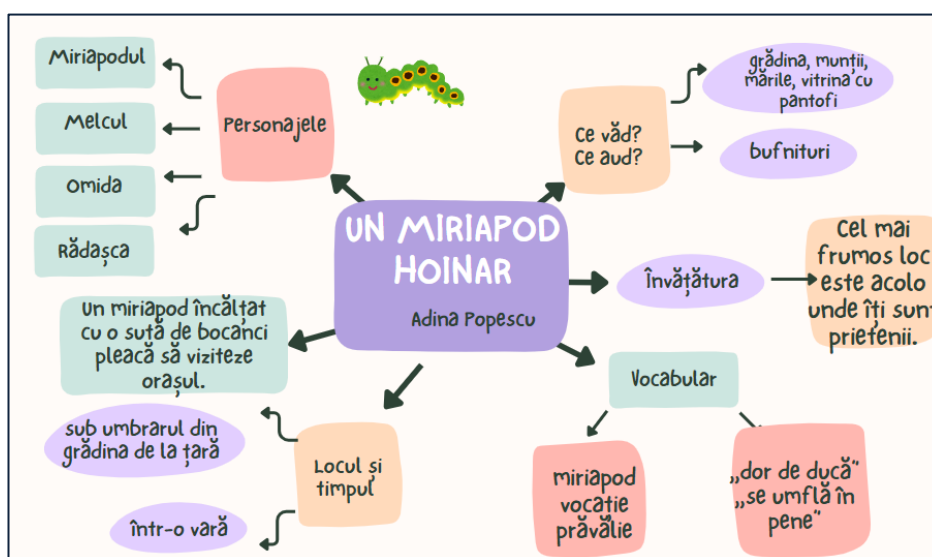 UN MIRIAPOD
HOINAR
Adina Popescu
Personajele
Miriapodul
Melcul
Omida
Rădașca
Ce văd?
Ce aud?
grădina, munții,
mările, vitrina cu
pantofi
bufnituri
Învățătura
Cel mai
frumos loc
este acolo
unde îți sunt
prietenii.
Vocabular
miriapod
vocatie
prăvălie
„dor de ducă"
„se umflă în
pene"
Locul și
timpul
sub umbrarul din
grădina de la țară
într-o vară
Un miriapod încălțat
cu o sută de bocanci
pleacă să viziteze
orașul.